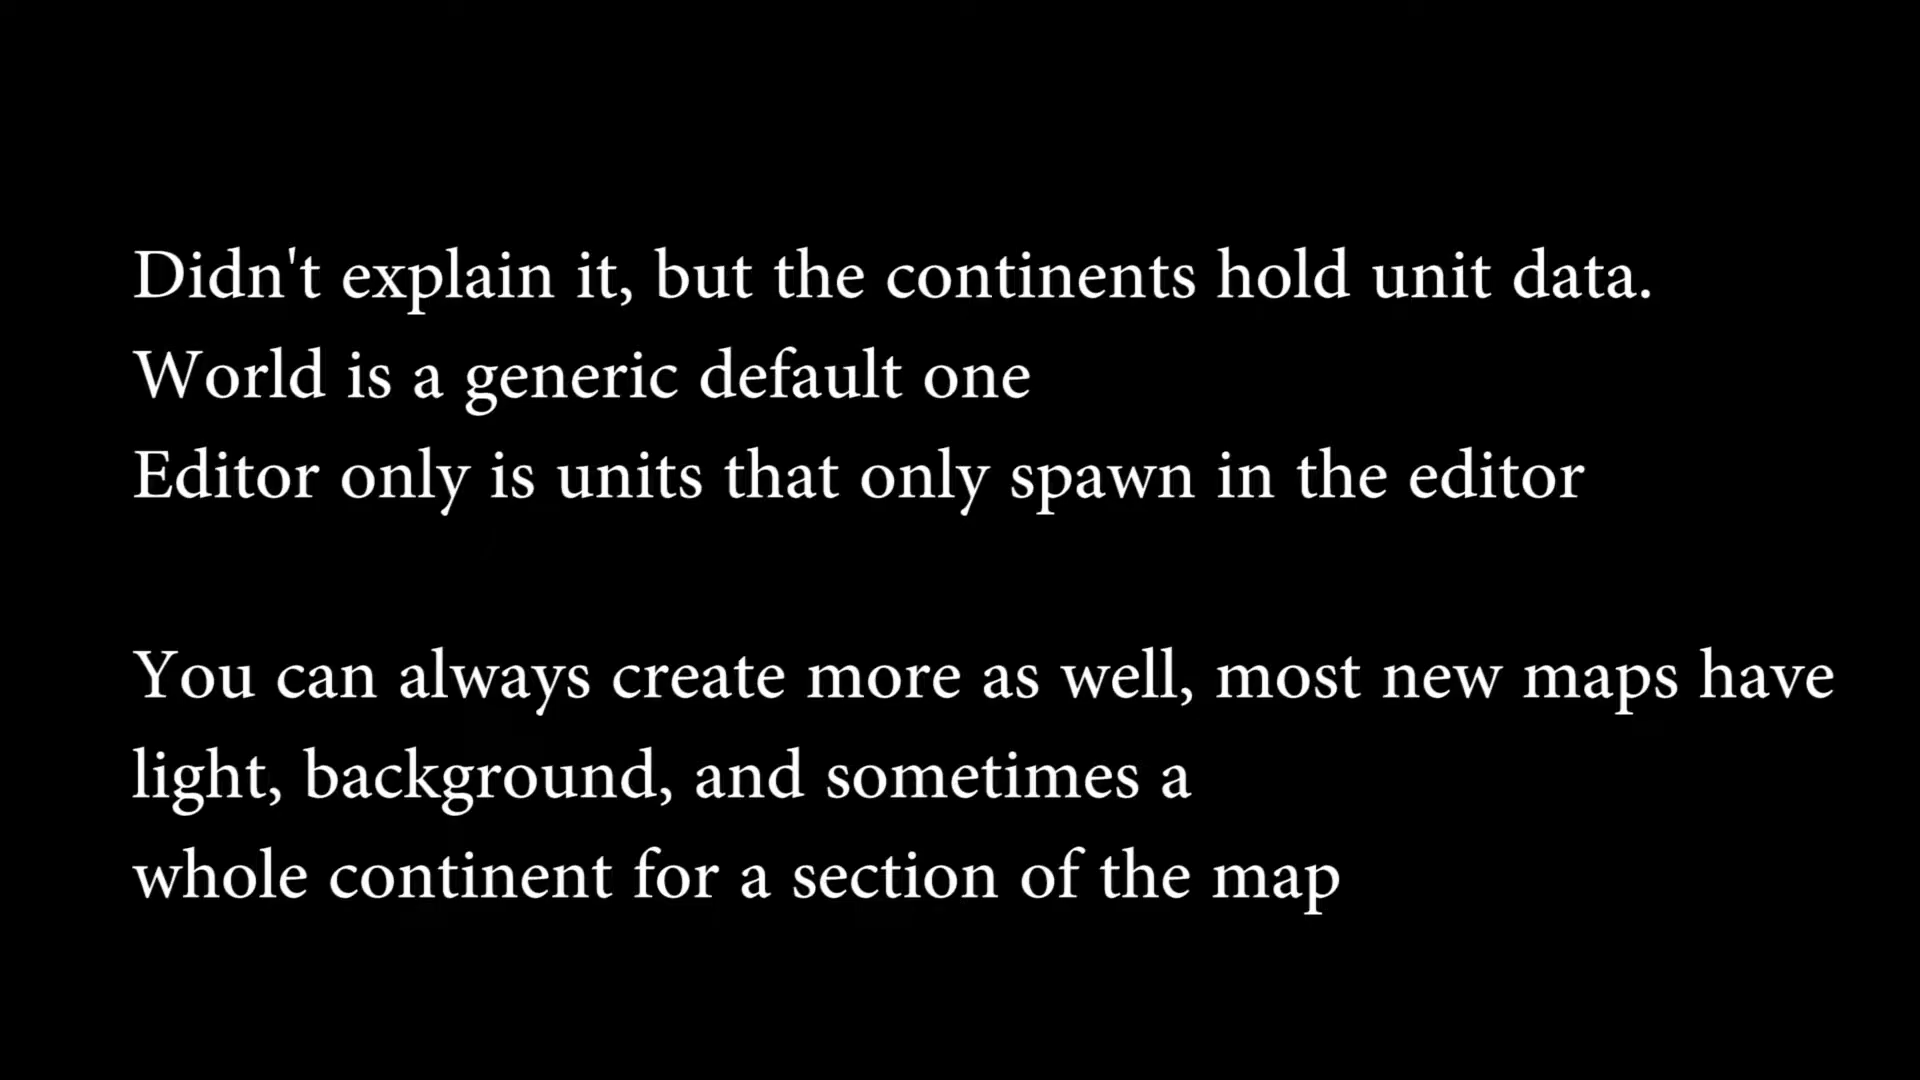 Didn't explain it, but the continents hold unit data.
World is a generic default one
Editor only is units that only spawn in the editor
You can always create more as well, most new maps have
light, background, and sometimes a
whole continent for a section of the map